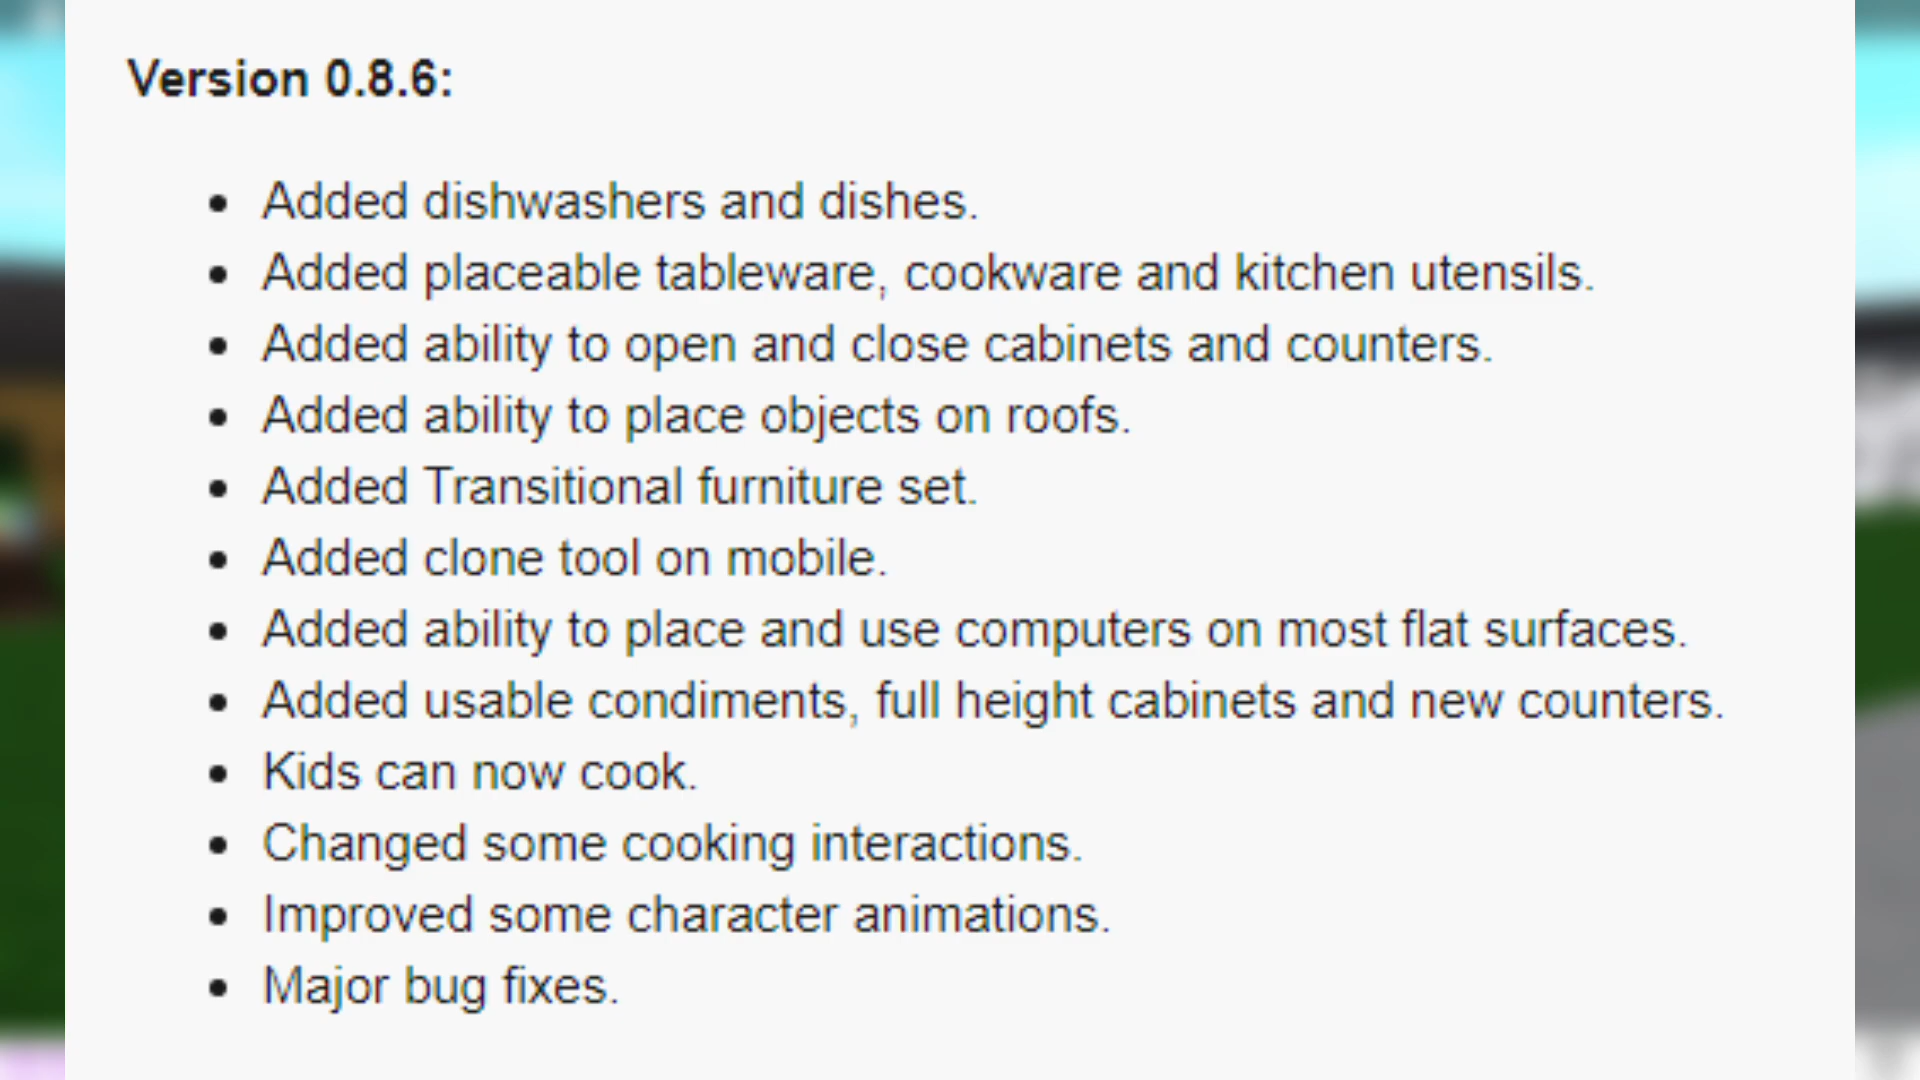 Version 0.8.6:
• Added dishwashers and dishes.
• Added placeable tableware, cookware and kitchen utensils.
• Added ability to open and close cabinets and counters.
• Added ability to place objects on roofs.
• Added Transitional furniture set.
• Added clone tool on mobile.
• Added ability to place and use computers on most flat surfaces.
• Added usable condiments, full height cabinets and new counters.
• Kids can now cook.
• Changed some cooking interactions.
• Improved some character animations.
• Major bug fixes.